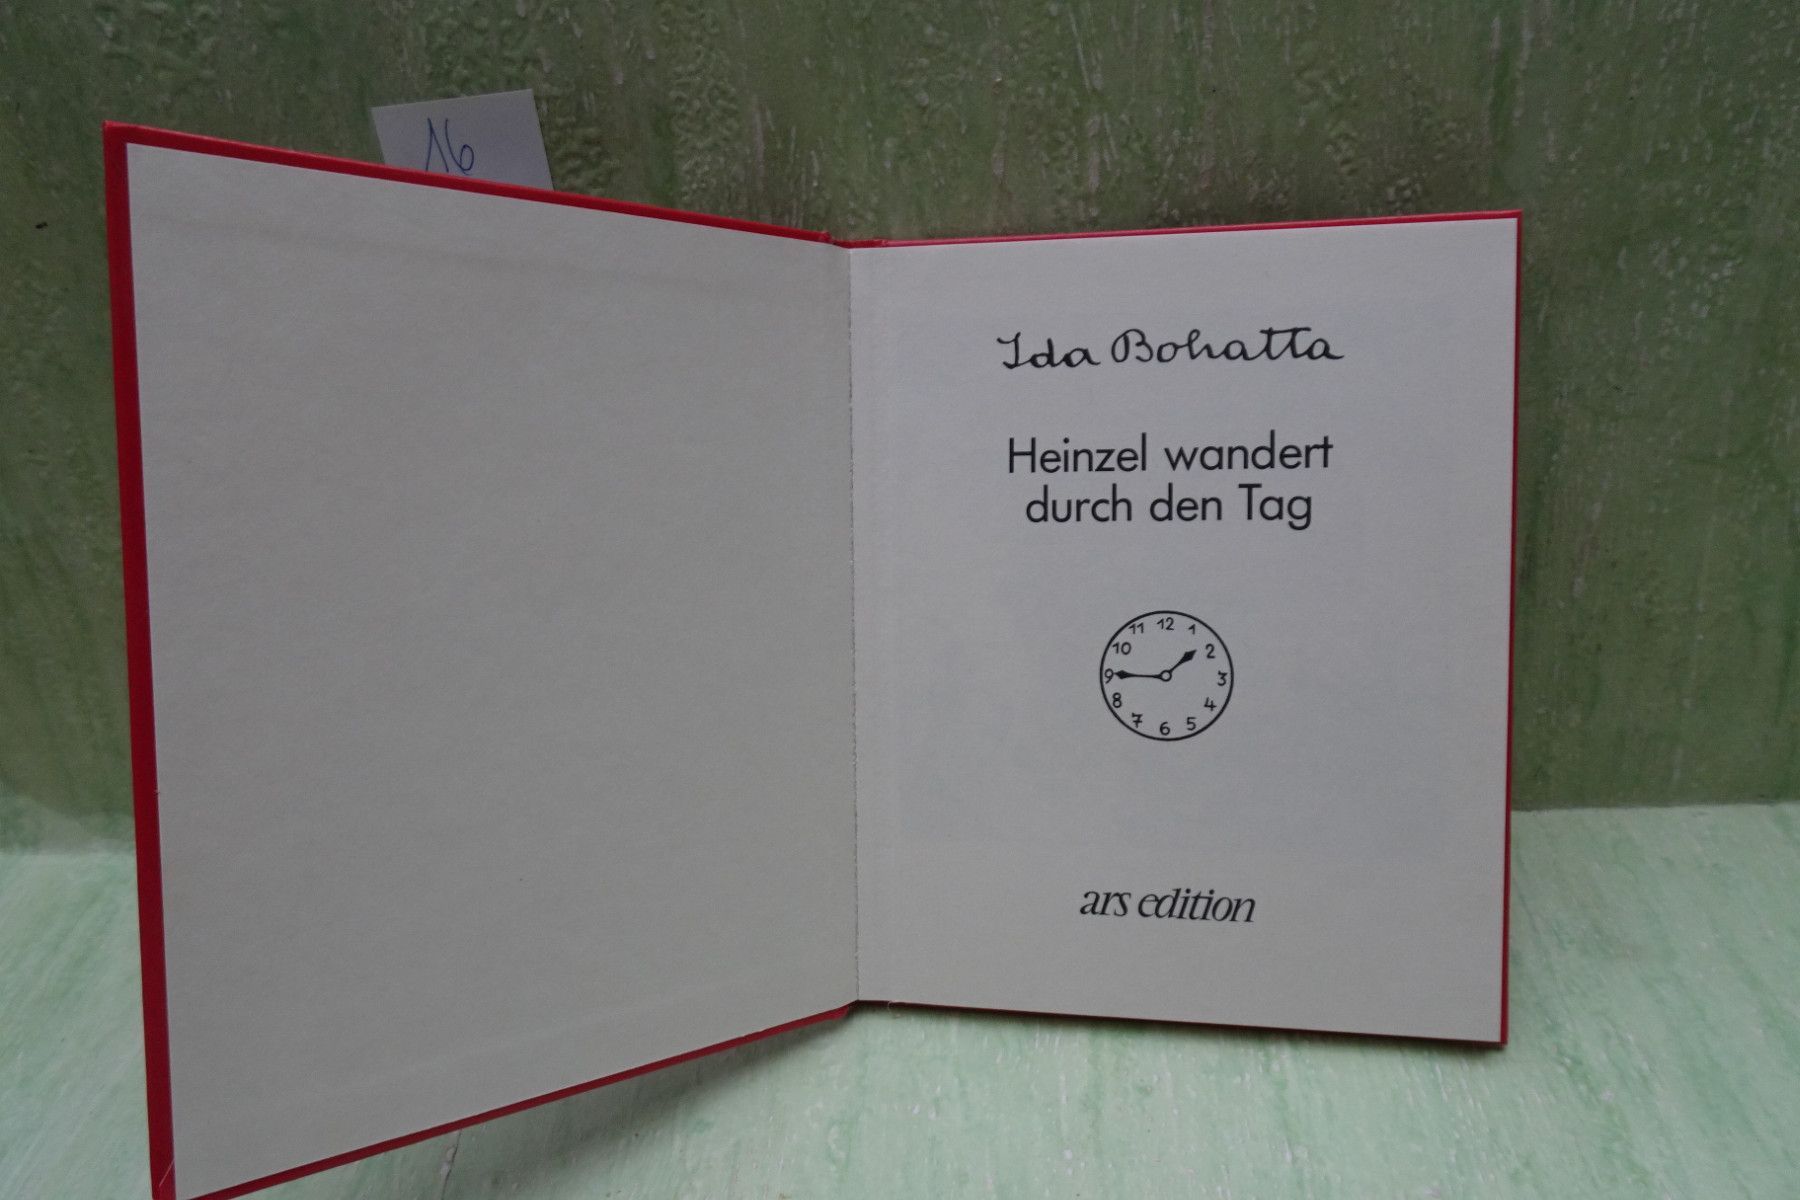 16
Ida Bohatta
Heinzel wandert
durch den Tag
12
11 1
10 2
9 3
8 4
7 5
6
ars edition